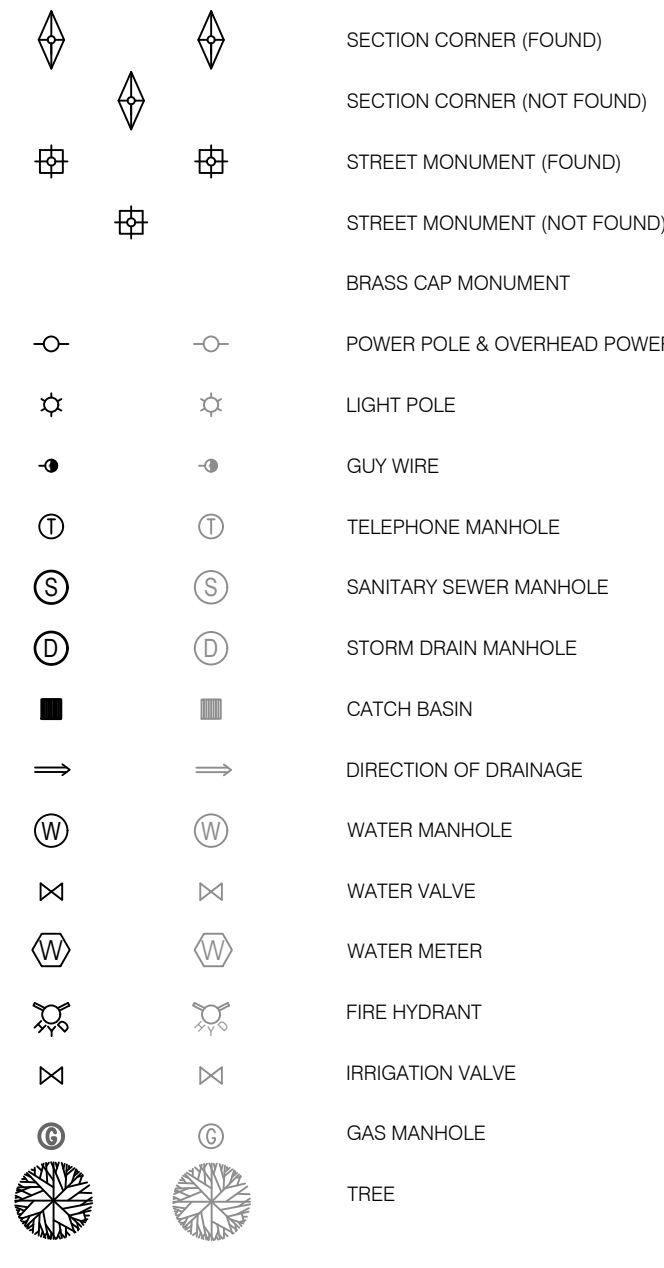 SECTION CORNER (FOUND)
SECTION CORNER (NOT FOUND)
STREET MONUMENT (FOUND)
STREET MONUMENT (NOT FOUND)
BRASS CAP MONUMENT
POWER POLE & OVERHEAD POWER
LIGHT POLE
GUY WIRE
T T TELEPHONE MANHOLE
S S SANITARY SEWER MANHOLE
D D STORM DRAIN MANHOLE
CATCH BASIN
DIRECTION OF DRAINAGE
W W WATER MANHOLE
WATER VALVE
W W WATER METER
HYD HYD FIRE HYDRANT
IRRIGATION VALVE
G G GAS MANHOLE
TREE